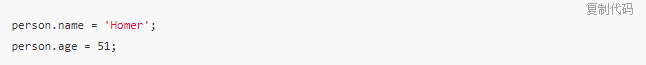 复制代码
person.name = 'Homer';
person.age = 51;